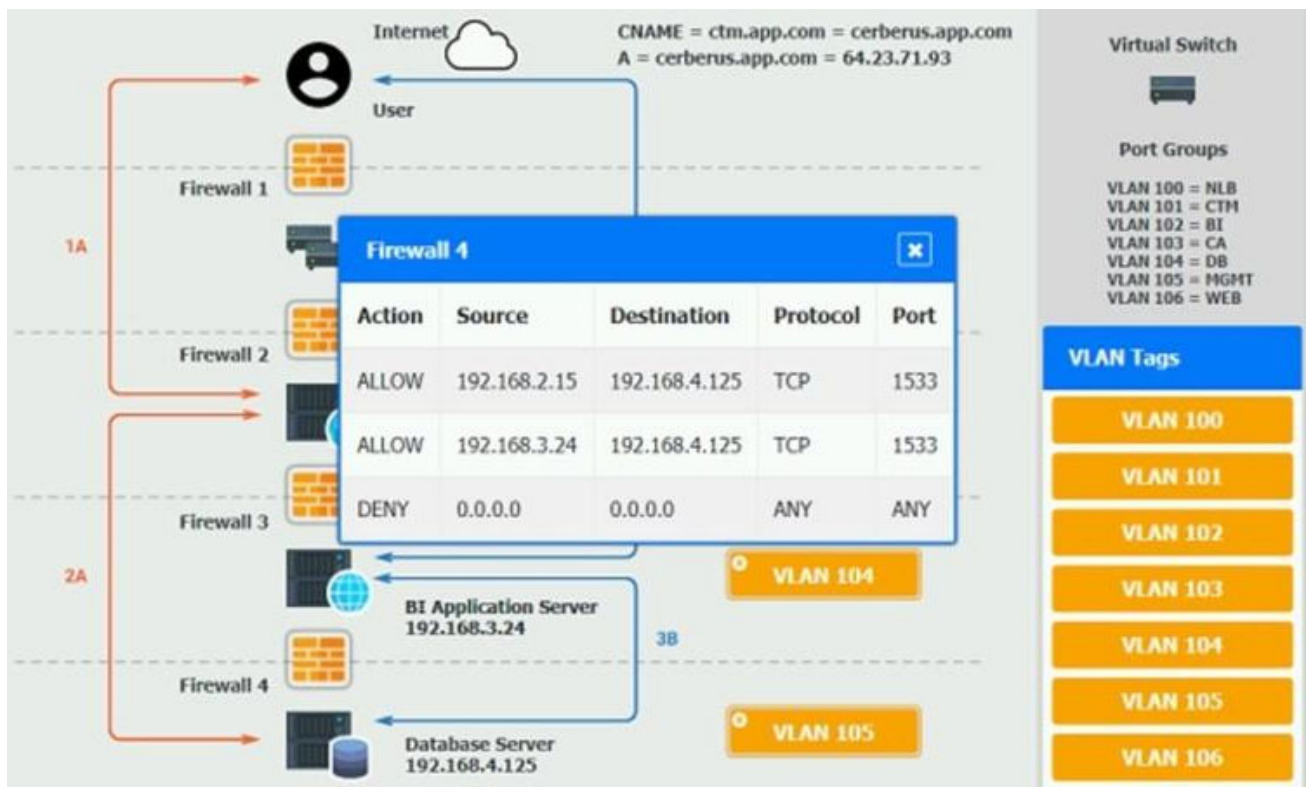 Internet
CNAME = ctm.app.com = cerberus.app.com
A = cerberus.app.com = 64.23.71.93
User
Firewall 1
1A
Firewall 2
Firewall 3
2A
BI Application Server
192.168.3.24
3B
Firewall 4
Database Server
192.168.4.125
VLAN 104
VLAN 105
Firewall 4
Action Source Destination Protocol Port
ALLOW 192.168.2.15 192.168.4.125 TCP 1533
ALLOW 192.168.3.24 192.168.4.125 TCP 1533
DENY 0.0.0.0 0.0.0.0 ANY ANY
Virtual Switch
Port Groups
VLAN 100 = NLB
VLAN 101 = CTM
VLAN 102 = BI
VLAN 103 = CA
VLAN 104 = DB
VLAN 105 = MGMT
VLAN 106 = WEB
VLAN Tags
VLAN 100
VLAN 101
VLAN 102
VLAN 103
VLAN 104
VLAN 105
VLAN 106